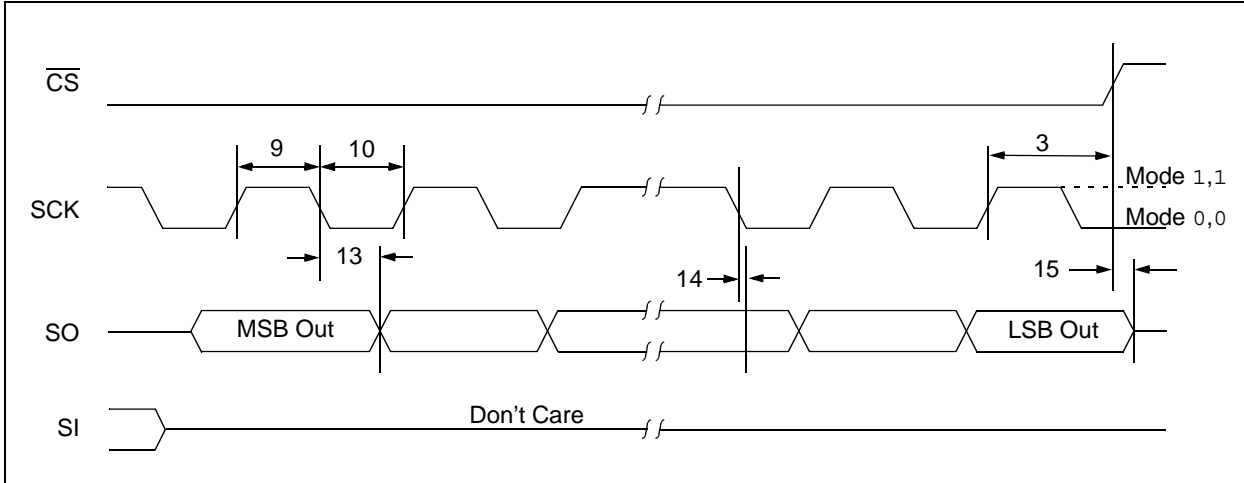 CS
9
10
3
SCK
Mode 1,1
Mode 0,0
13
14
15
SO
MSB Out
LSB Out
SI
Don't Care